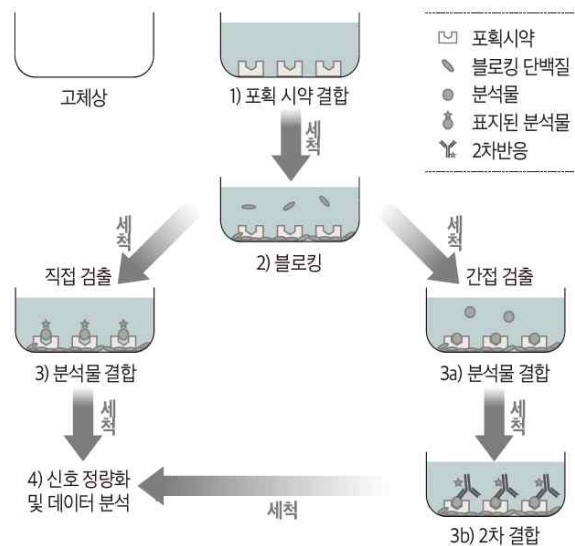 고체상
1) 포획 시약 결합
포획시약
블로킹 단백질
분석물
표지된 분석물
2차반응
세척
2) 블로킹
세척
세척
직접 검출
간접 검출
3) 분석물 결합
3a) 분석물 결합
세척
세척
4) 신호 정량화
및 데이터 분석
세척
3b) 2차 결합